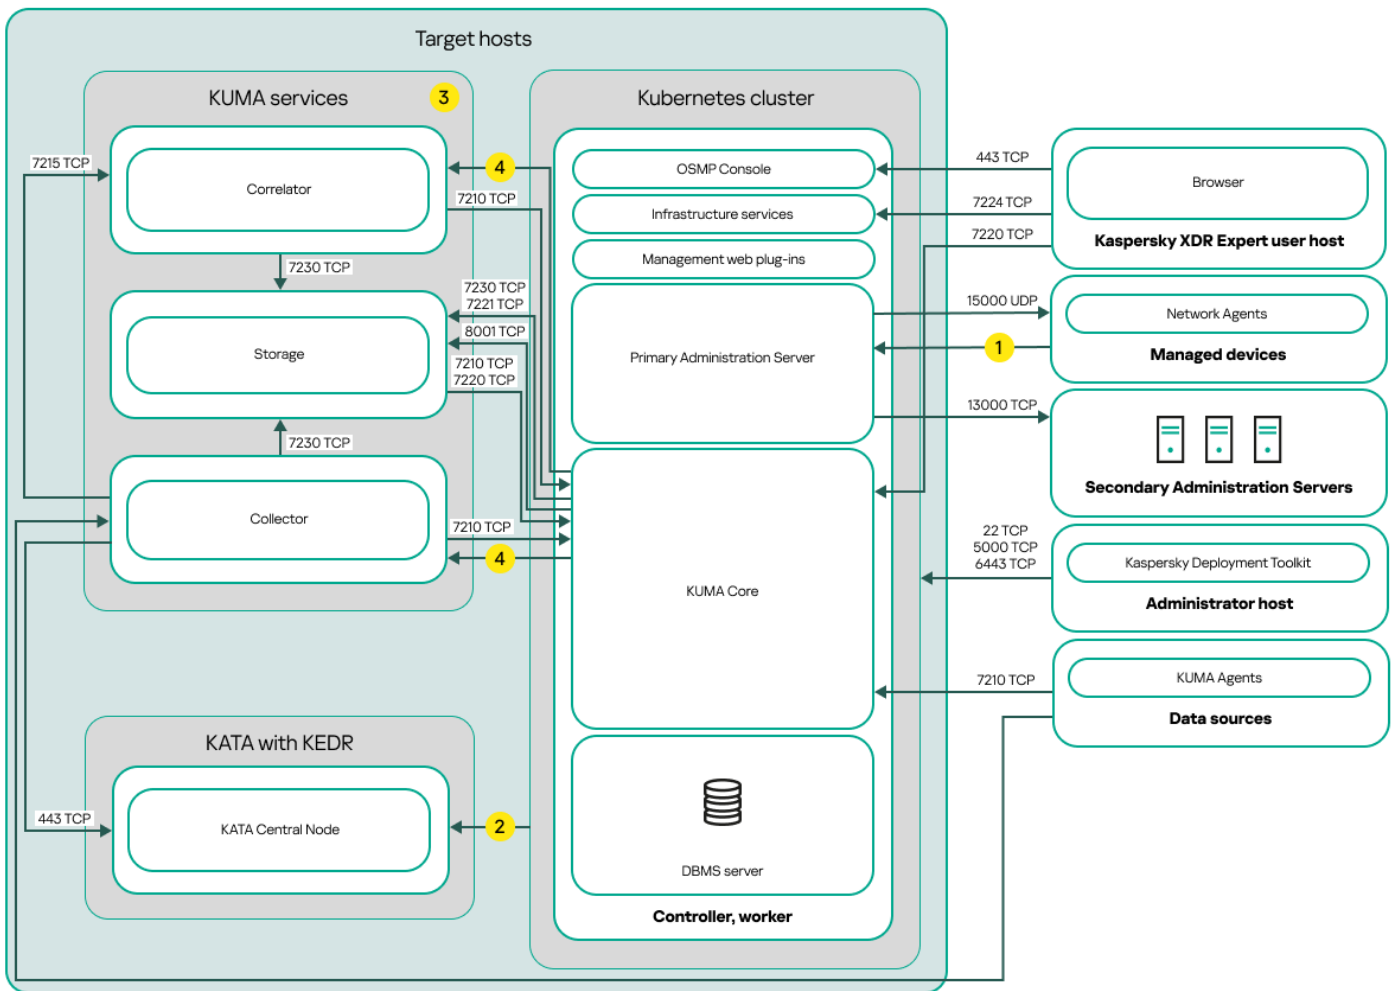 Target hosts
KUMA services
3
Kubernetes cluster
7215 TCP
Correlator
4
7210 TCP
7230 TCP
7230 TCP
7221 TCP
8001 TCP
Storage
7210 TCP
7220 TCP
7230 TCP
Collector
7210 TCP
4
KATA with KEDR
443 TCP
KATA Central Node
2
OSMP Console
Infrastructure services
Management web plug-ins
Primary Administration Server
KUMA Core
DBMS server
Controller, worker
443 TCP
7224 TCP
7220 TCP
Browser
Kaspersky XDR Expert user host
15000 UDP
1
Network Agents
Managed devices
13000 TCP
Secondary Administration Servers
22 TCP
5000 TCP
6443 TCP
Kaspersky Deployment Toolkit
Administrator host
7210 TCP
KUMA Agents
Data sources